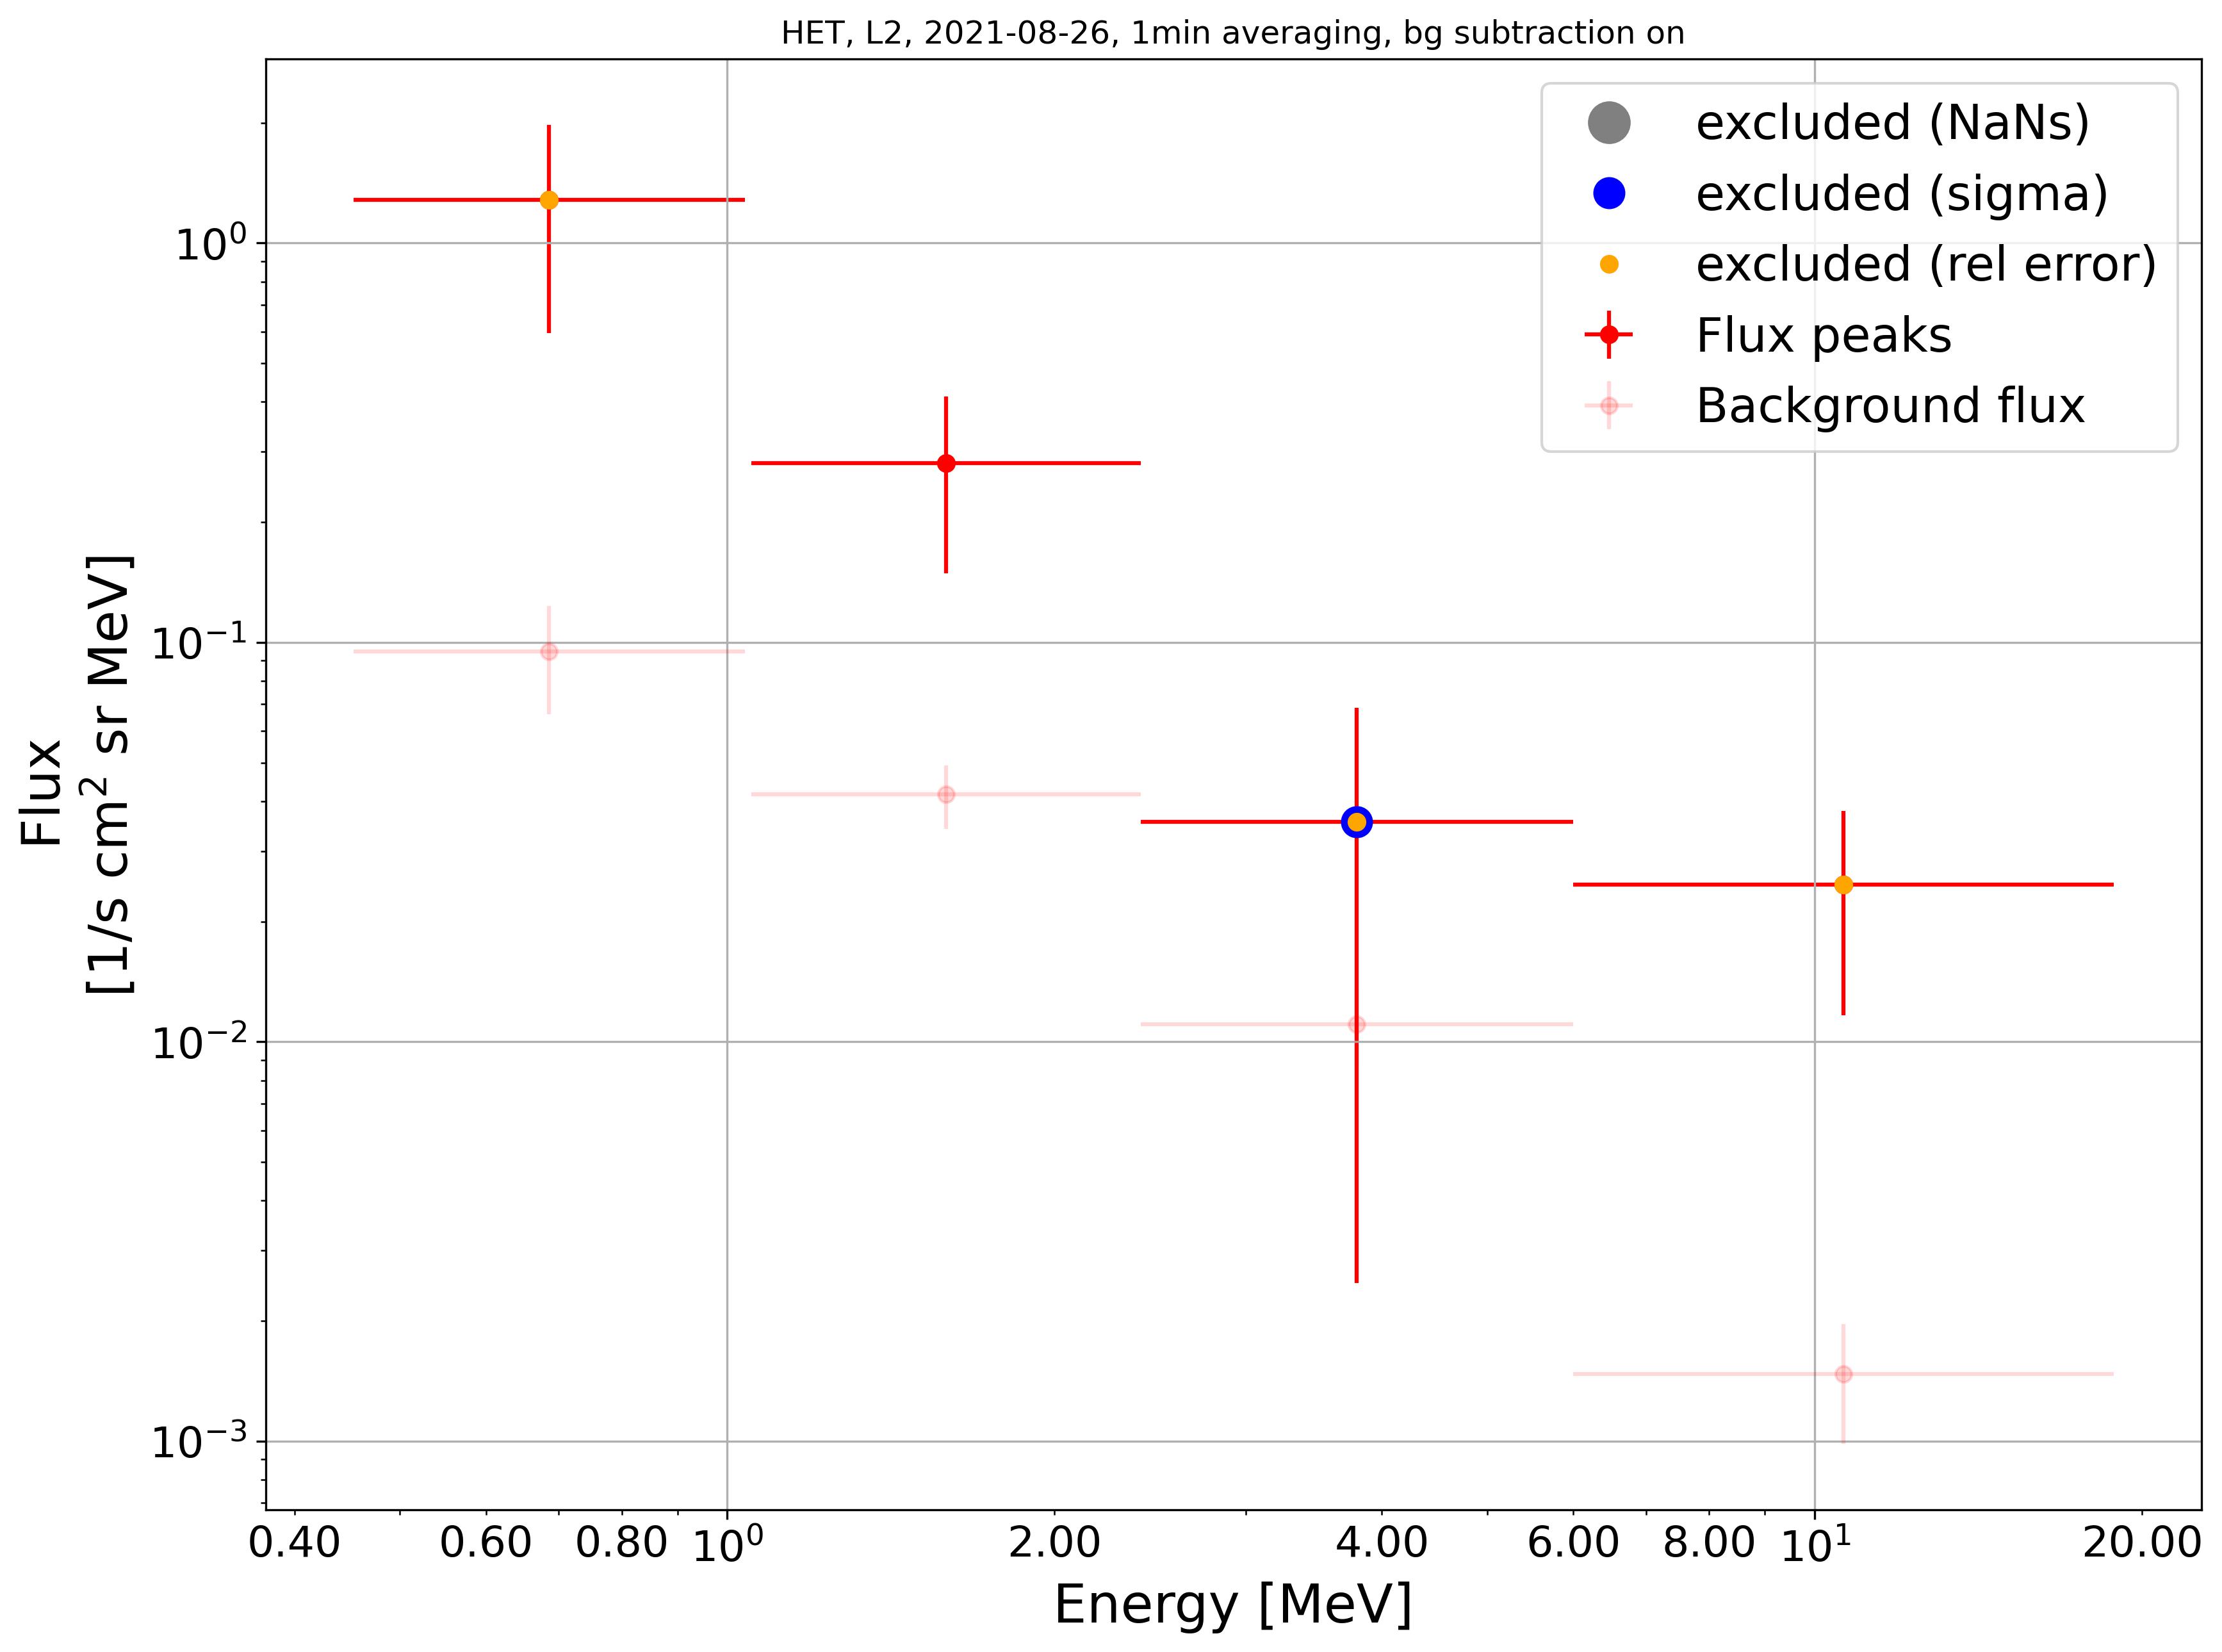 HET, L2, 2021-08-26, 1min averaging, bg subtraction on
excluded (NaNs)
excluded (sigma)
excluded (rel error)
Flux peaks
Background flux
Flux
[1/s cm² sr MeV]
10⁰
10⁻¹
10⁻²
10⁻³
0.40 0.60 0.80 10⁰ 2.00 4.00 6.00 8.00 10¹ 20.00
Energy [MeV]